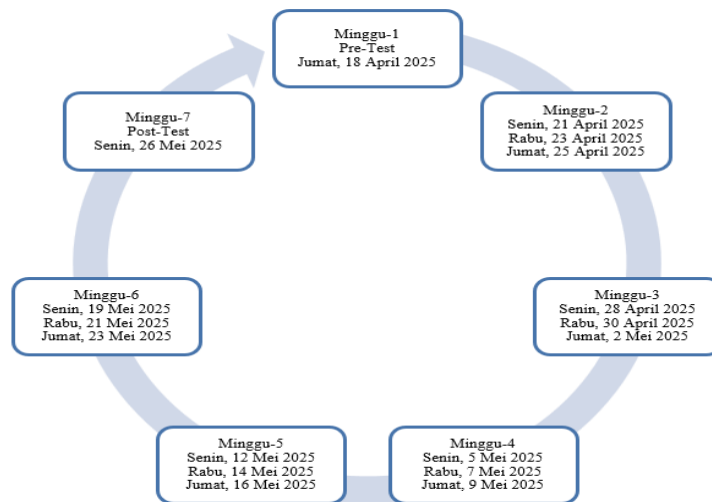 Minggu-1
Pre-Test
Jumat, 18 April 2025
Minggu-2
Senin, 21 April 2025
Rabu, 23 April 2025
Jumat, 25 April 2025
Minggu-3
Senin, 28 April 2025
Rabu, 30 April 2025
Jumat, 2 Mei 2025
Minggu-4
Senin, 5 Mei 2025
Rabu, 7 Mei 2025
Jumat, 9 Mei 2025
Minggu-5
Senin, 12 Mei 2025
Rabu, 14 Mei 2025
Jumat, 16 Mei 2025
Minggu-6
Senin, 19 Mei 2025
Rabu, 21 Mei 2025
Jumat, 23 Mei 2025
Minggu-7
Post-Test
Senin, 26 Mei 2025